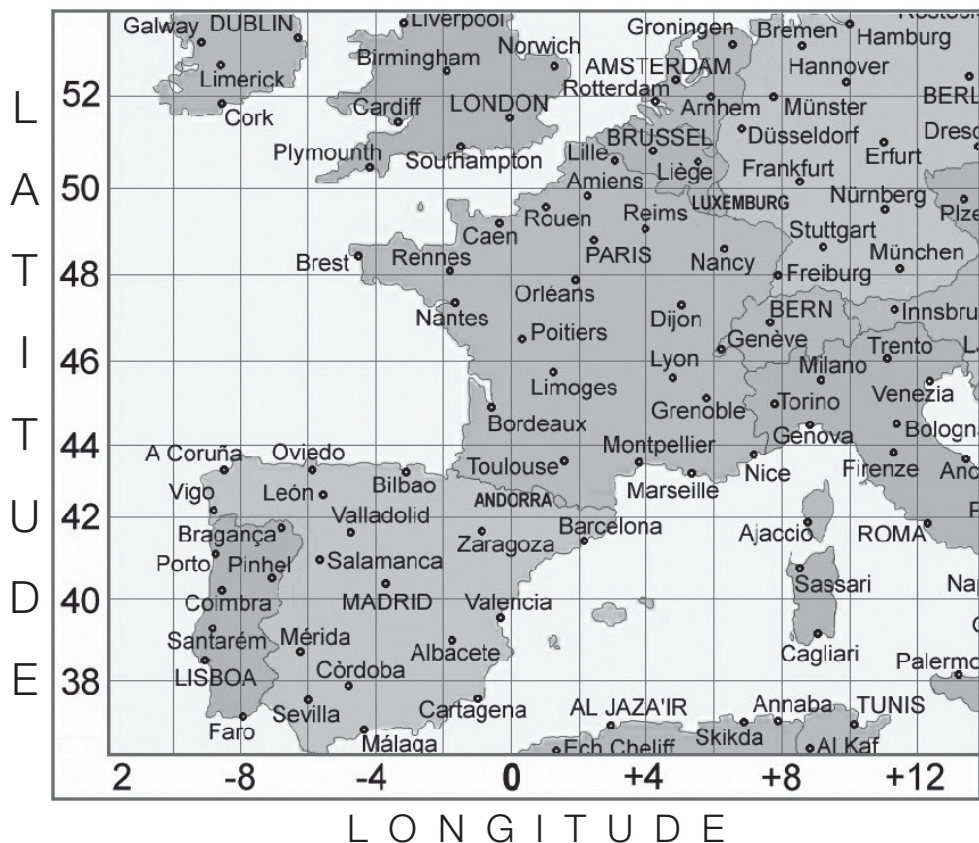 Galway DUBLIN Liverpool Groningen Bremen
Birmingham Norwich Hamburg
Limerick AMSTERDAM Hannover
Rotterdam
52 Cardiff LONDON Arnhem Münster BERL
Cork
BRUSSEL Düsseldorf
Plymouth Southampton Lille Liège Frankfurt Erfurt Dresd
50 Amiens Nürnberg
LUXEMBURG
Rouen Reims Plze
Caen Stuttgart
Brest Rennes PARIS Nancy München
48 Freiburg
Orléans
Nantes Dijon BERN Innsbru
Poitiers Genève
46 Lyon Trento
Milano
Limoges Venezia
Bordeaux Grenoble Torino
Genova Bologn
44 A Coruña Oviedo Montpellier
Toulouse Nice Firenze
Vigo León Bilbao Marseille
ANDORRA
42 Valladolid
Bragança Barcelona Ajaccio ROMA
Porto Pinhel Salamanca Zaragoza
Sassari
40 Coimbra MADRID Valencia
Santarém Mérida
Albacete Cagliari
Còrdoba Palermo
38 LISBOA
Sevilla Cartagena AL JAZA'IR Annaba TUNIS
Faro Málaga Skikda
Ech Cheliff Al Kaf
2 -8 -4 0 +4 +8 +12
LATITUDE
LONGITUDE